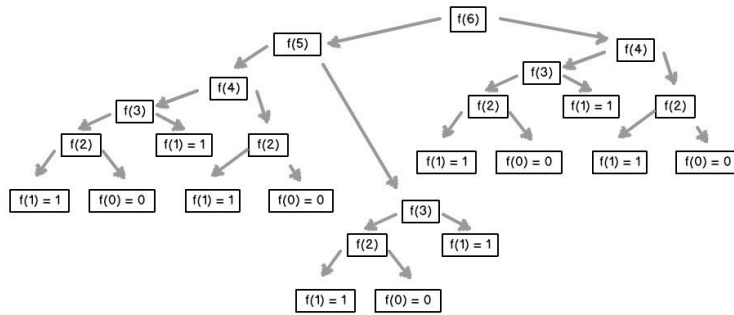 f(6)
f(5)
f(4)
f(4)
f(3)
f(3)
f(2)
f(1) = 1
f(2)
f(3)
f(2)
f(1) = 1
f(2)
f(1) = 1
f(0) = 0
f(1) = 1
f(0) = 0
f(1) = 1
f(0) = 0
f(1) = 1
f(0) = 0
f(3)
f(2)
f(1) = 1
f(1) = 1
f(0) = 0